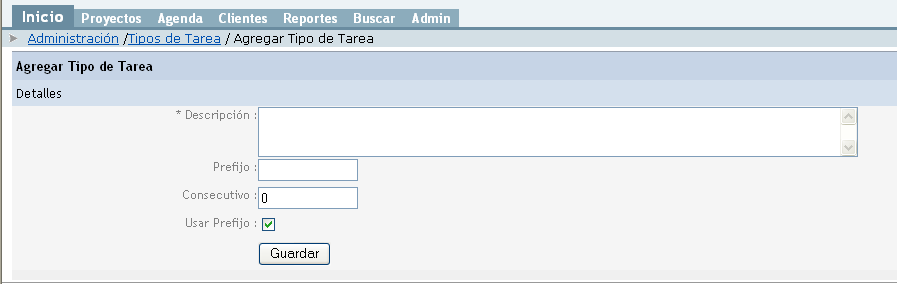 Inicio Proyectos Agenda Clientes Reportes Buscar Admin
Administración /Tipos de Tarea / Agregar Tipo de Tarea
Agregar Tipo de Tarea
Detalles
* Descripción :
Prefijo :
Consecutivo : 0
Usar Prefijo :
Guardar